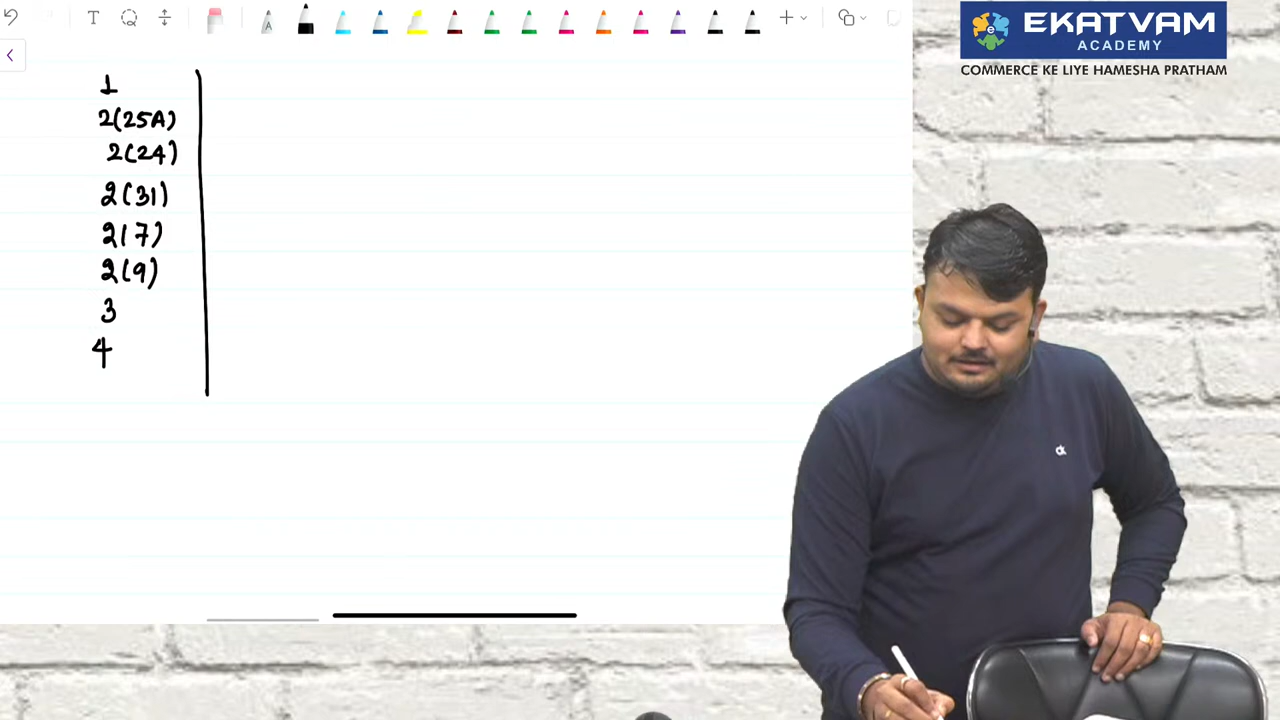 EKATVAM
ACADEMY
COMMERCE KE LIYE HAMESHA PRATHAM
T
A
1
2(25A)
2(24)
2(31)
2(7)
2(9)
3
4
ck